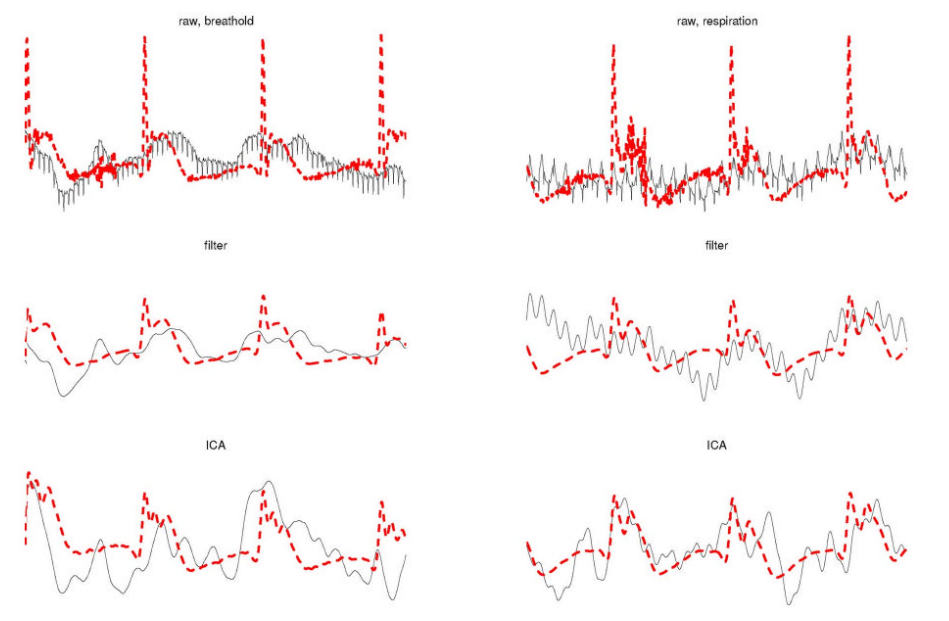 raw, breathold
raw, respiration
filter
filter
ICA
ICA